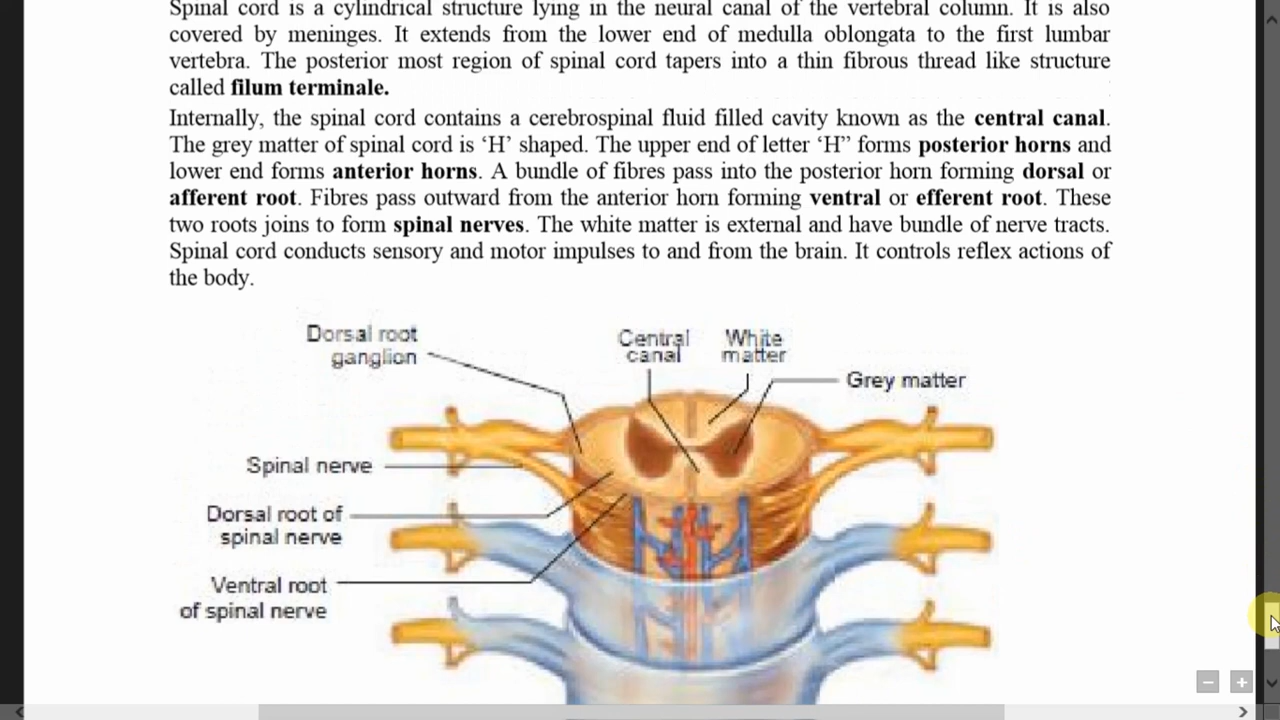 Spinal cord is a cylindrical structure lying in the neural canal of the vertebral column. It is also
covered by meninges. It extends from the lower end of medulla oblongata to the first lumbar
vertebra. The posterior most region of spinal cord tapers into a thin fibrous thread like structure
called filum terminale.
Internally, the spinal cord contains a cerebrospinal fluid filled cavity known as the central canal.
The grey matter of spinal cord is ‘H’ shaped. The upper end of letter ‘H” forms posterior horns and
lower end forms anterior horns. A bundle of fibres pass into the posterior horn forming dorsal or
afferent root. Fibres pass outward from the anterior horn forming ventral or efferent root. These
two roots joins to form spinal nerves. The white matter is external and have bundle of nerve tracts.
Spinal cord conducts sensory and motor impulses to and from the brain. It controls reflex actions of
the body.
Dorsal root
ganglion
Central
canal
White
matter
Grey matter
Spinal nerve
Dorsal root of
spinal nerve
Ventral root
of spinal nerve